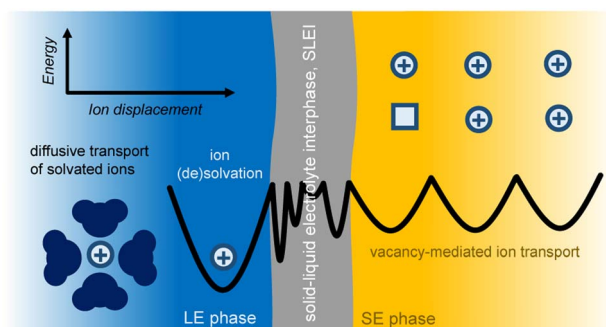 Energy
Ion displacement
diffusive transport
of solvated ions
ion
(de)solvation
LE phase
solid-liquid electrolyte interphase, SLEI
vacancy-mediated ion transport
SE phase